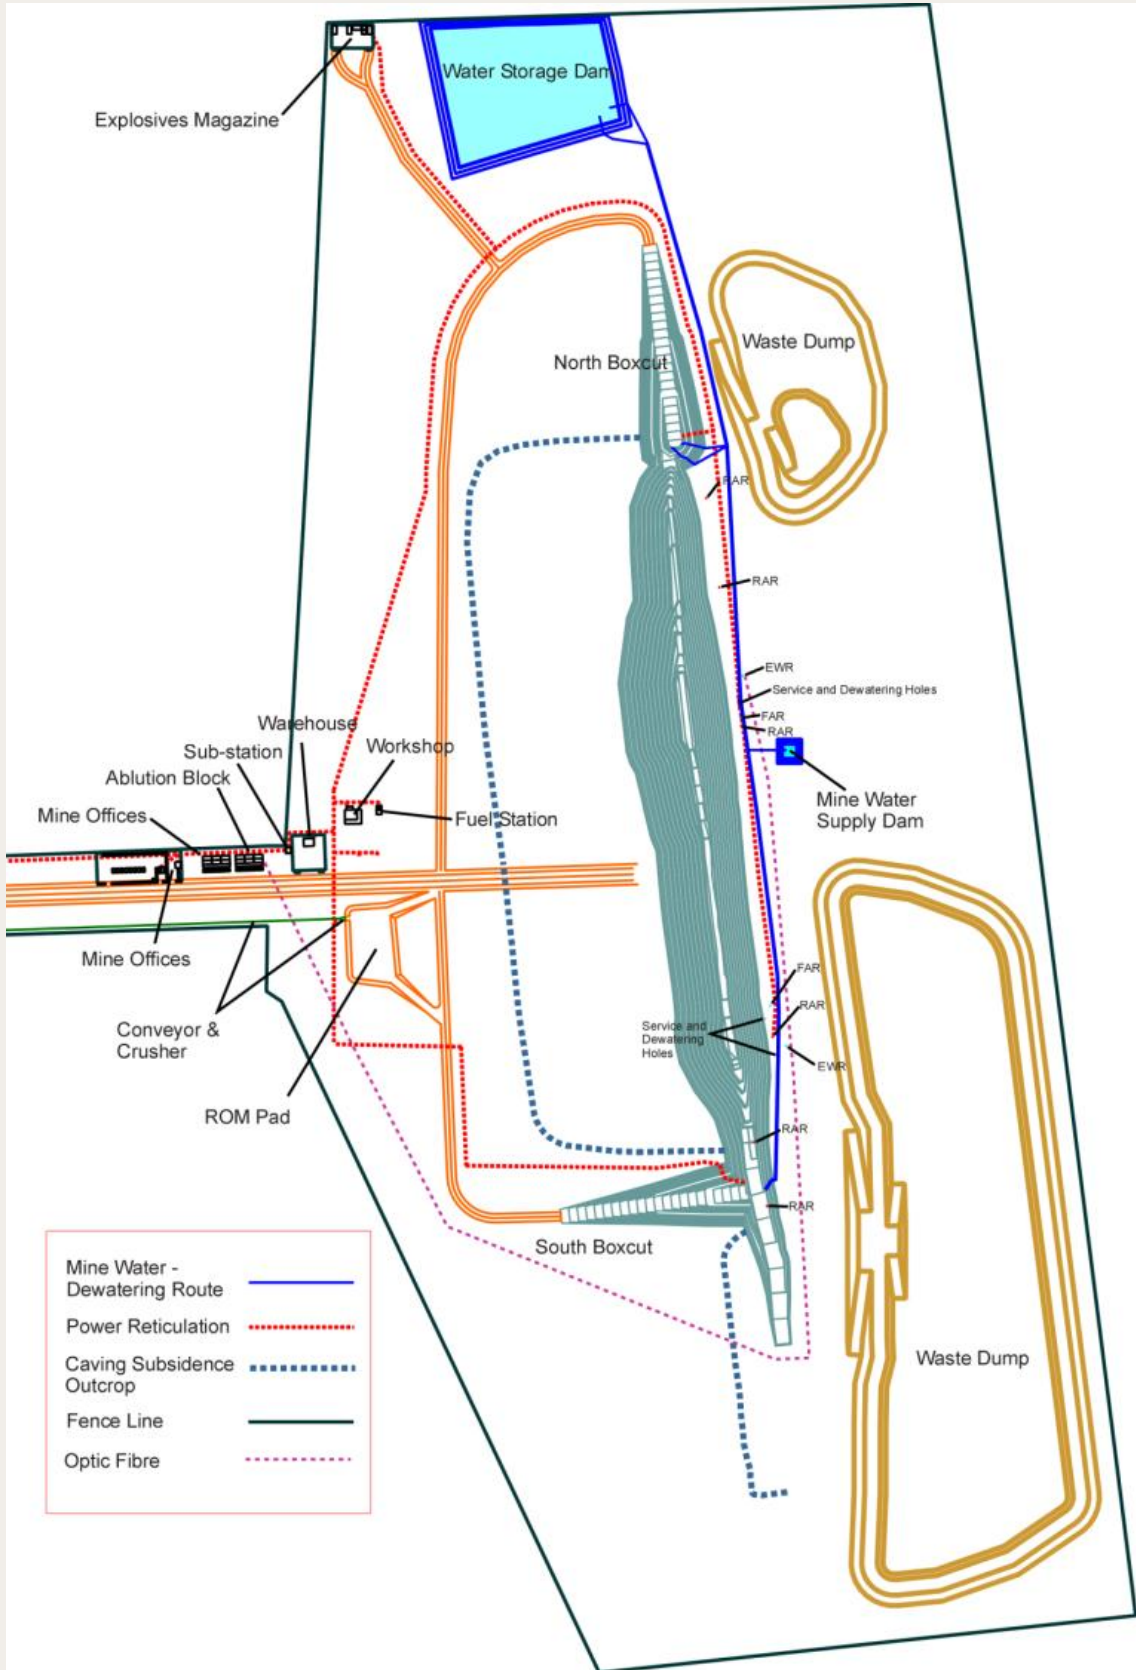 Water Storage Dam
Explosives Magazine
Waste Dump
North Boxcut
FAR
RAR
EWR
Service and Dewatering Holes
FAR
RAR
Warehouse
Sub-station
Workshop
Ablution Block
Mine Offices
Fuel Station
Mine Water
Supply Dam
Mine Offices
FAR
RAR
Conveyor &
Crusher
Service and
Dewatering
Holes
EWR
ROM Pad
RAR
RAR
South Boxcut
Mine Water -
Dewatering Route
Power Reticulation
Caving Subsidence
Outcrop
Waste Dump
Fence Line
Optic Fibre